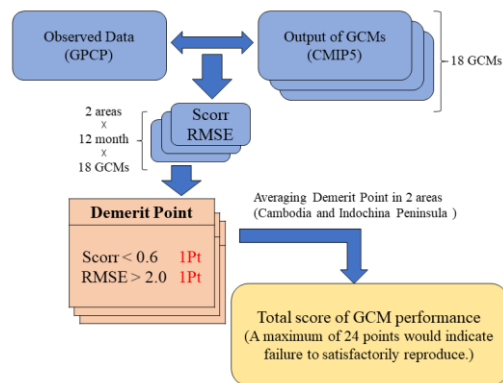 Observed Data
(GPCP)
Output of GCMs
(CMIP5)
18 GCMs
2 areas
×
12 month
×
18 GCMs
Scorr
RMSE
Demerit Point
Scorr < 0.6 1Pt
RMSE > 2.0 1Pt
Averaging Demerit Point in 2 areas
(Cambodia and Indochina Peninsula )
Total score of GCM performance
(A maximum of 24 points would indicate
failure to satisfactorily reproduce.)